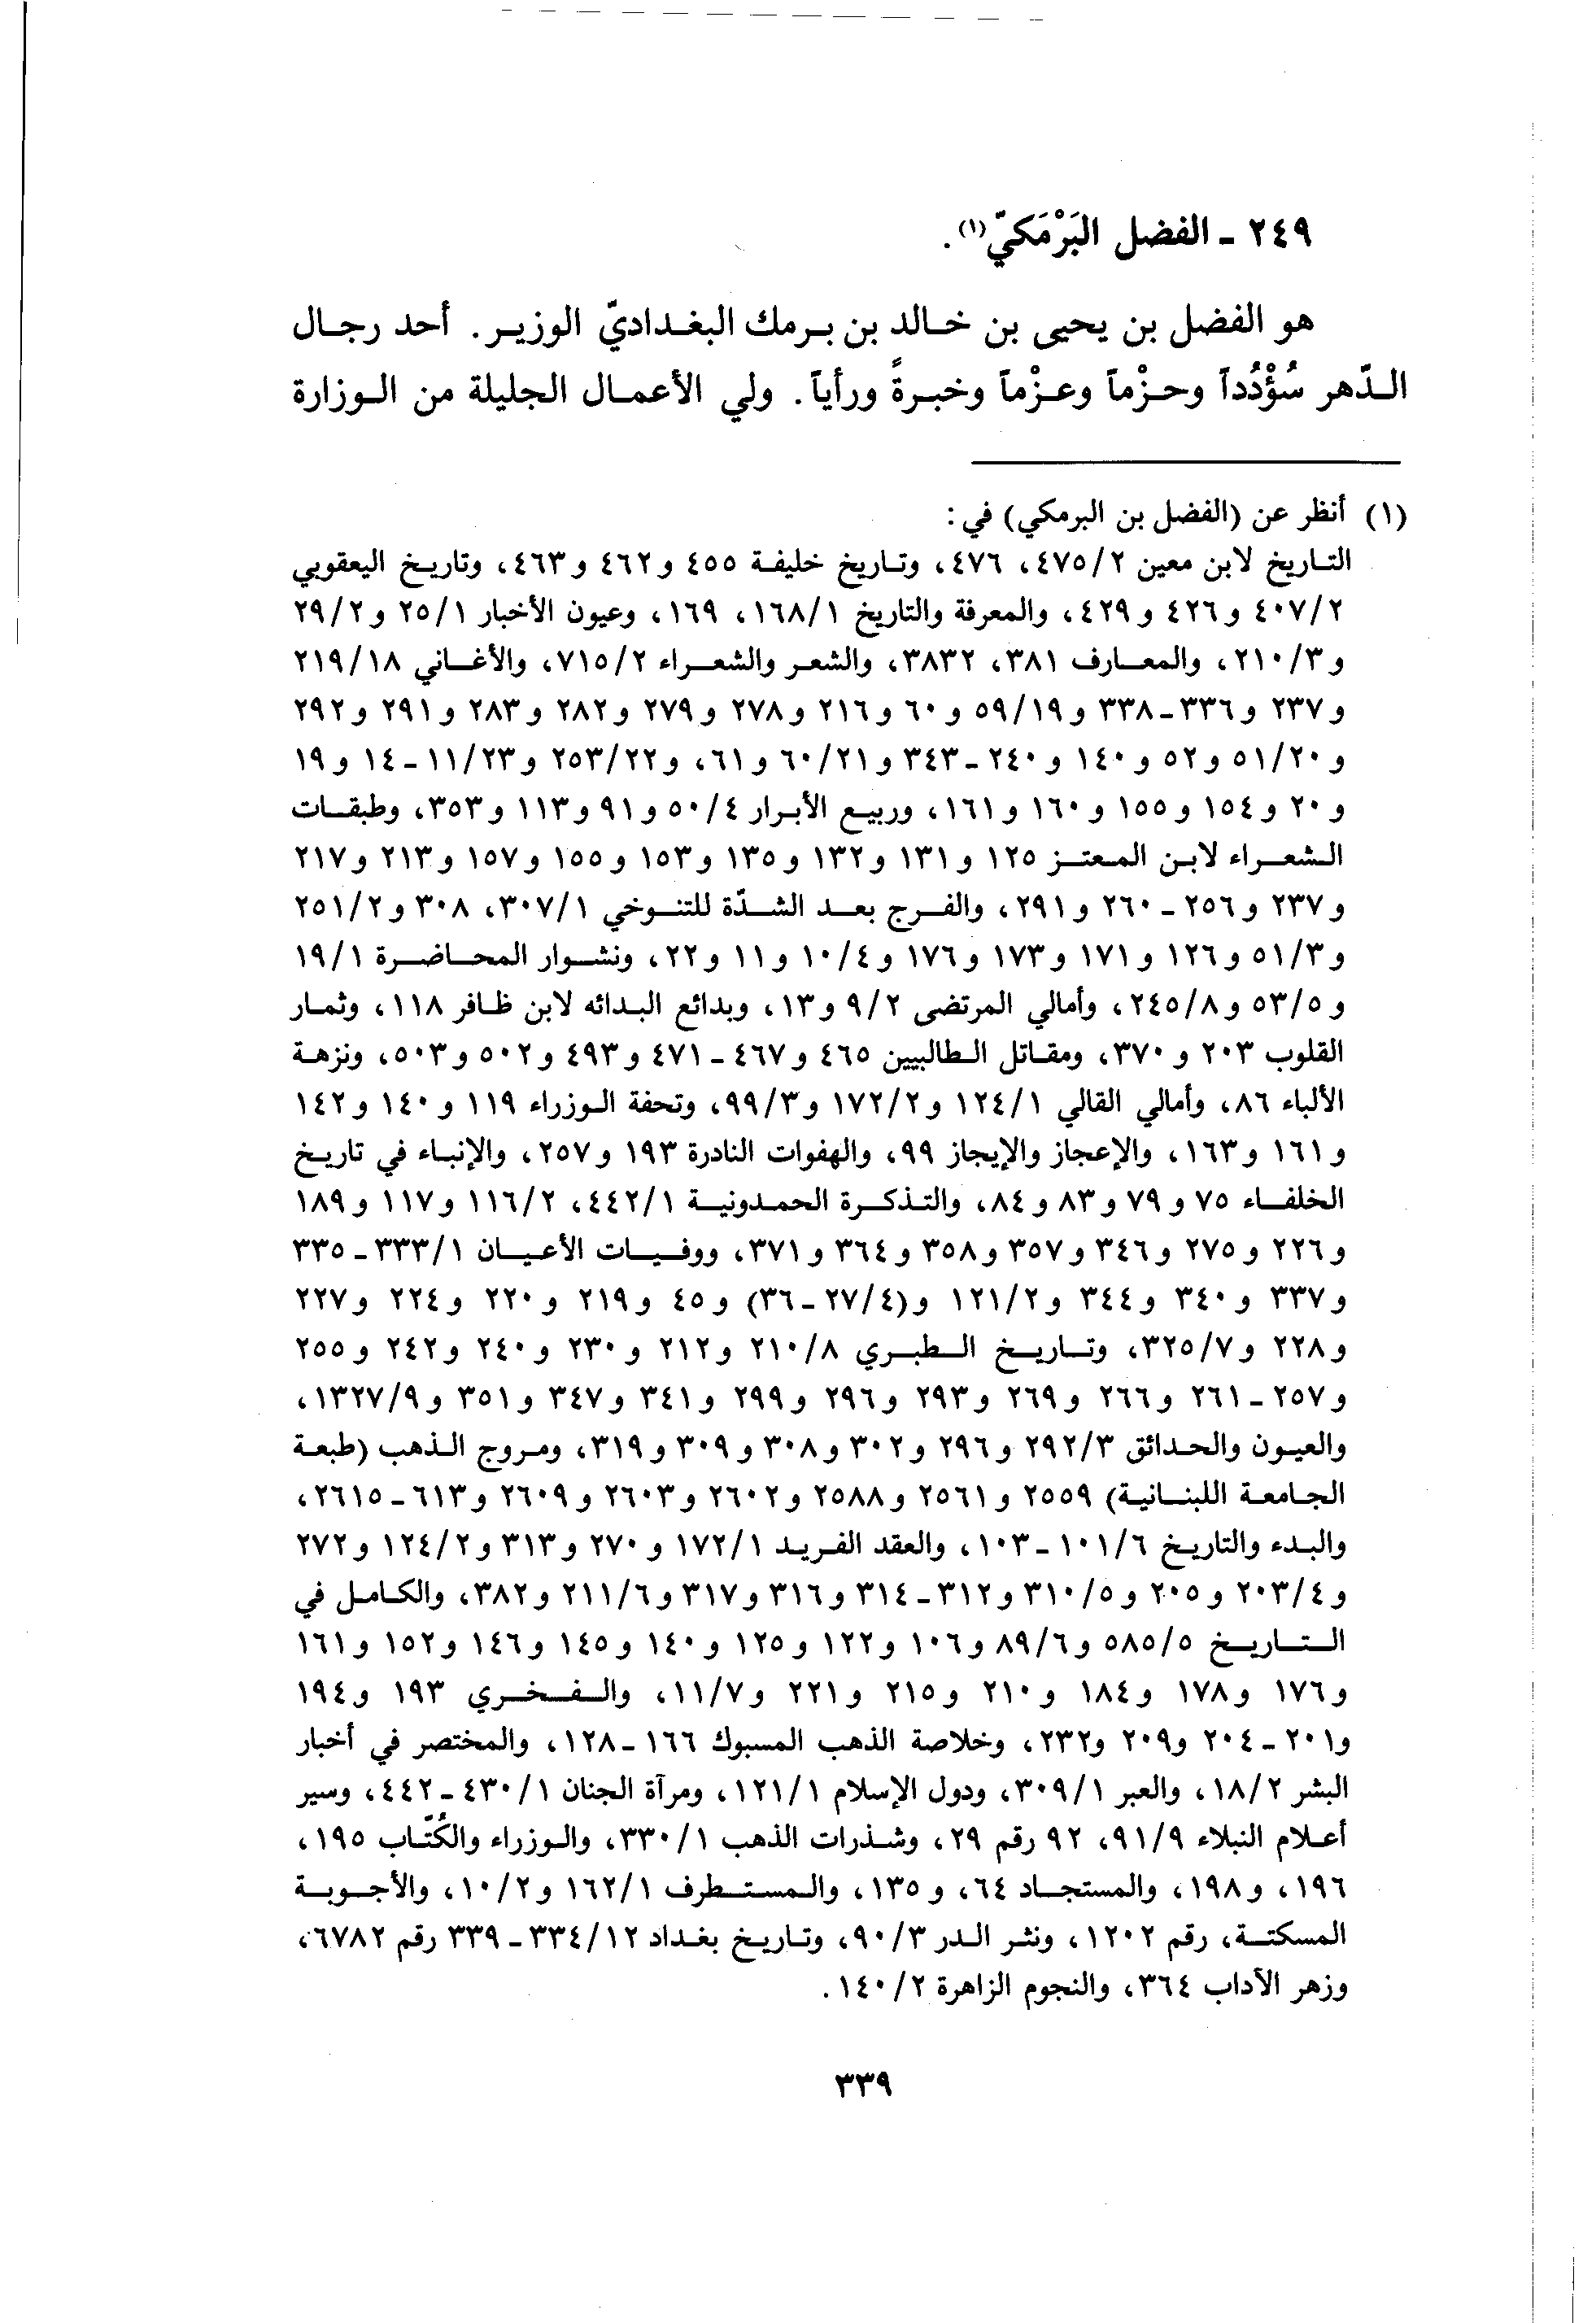 ٢٤٩ - الفضل البَرْمَكيّ(١).
هو الفضل بن يحيى بن خالد بن برمك البغداديّ الوزير. أحد رجال
الدّهر سُؤْدُداً وحزْماً وعزْماً وخبرةً ورأياً. ولي الأعمال الجليلة من الوزارة
(١) أنظر عن (الفضل بن البرمكي) في:
التاريخ لابن معين ٢/٤٧٥، ٤٧٦، وتاريخ خليفة ٤٥٥ و٤٦٢ و٤٦٣، وتاريخ اليعقوبي
٢/٤٠٧ و٤٢٦ و٤٢٩، والمعرفة والتاريخ ١/١٦٨، ١٦٩، وعيون الأخبار ١/٢٥ و٢/٢٩
و٣/٢١٠، والمعارف ٣٨١، ٣٨٣٢، والشعر والشعراء ٢/٧١٥، والأغاني ١٨/٢١٩
و٢٣٧ و٣٣٦-٣٣٨ و١٩/٥٩ و٦٠ و٢١٦ و٢٧٨ و٢٧٩ و٢٨٢ و٢٨٣ و٢٩١ و٢٩٢
و٢٠/٥١ و٥٢ و١٤٠ و٢٤٠-٣٤٣ و٢١/٦٠ و٦١، و٢٢/٢٥٣ و٢٣/١١-١٤ و١٩
و٢٠ و١٥٤ و١٥٥ و١٦٠ و١٦١، وربيع الأبرار ٤/٥٠ و٩١ و١١٣ و٣٥٣، وطبقات
الشعراء لابن المعتز ١٢٥ و١٣١ و١٣٢ و١٣٥ و١٥٣ و١٥٥ و١٥٧ و٢١٣ و٢١٧
و٢٣٧ و٢٥٦-٢٦٠ و٢٩١، والفرج بعد الشدّة للتنوخي ١/٣٠٧، ٣٠٨ و٢/٢٥١
و٣/٥١ و١٢٦ و١٧١ و١٧٣ و١٧٦ و٤/١٠ و١١ و٢٢، ونشوار المحاضرة ١/١٩
و٥/٥٣ و٨/٢٤٥، وأمالي المرتضى ٢/٩ و١٣، وبدائع البدائه لابن ظافر ١١٨، وثمار
القلوب ٢٠٣ و٣٧٠، ومقاتل الطالبيين ٤٦٥ و٤٦٧-٤٧١ و٤٩٣ و٥٠٢ و٥٠٣، ونزهة
الألباء ٨٦، وأمالي القالي ١/١٢٤ و٢/١٧٢ و٣/٩٩، وتحفة الوزراء ١١٩ و١٤٠ و١٤٢
و١٦١ و١٦٣، والإعجاز والإيجاز ٩٩، والهفوات النادرة ١٩٣ و٢٥٧، والإنباء في تاريخ
الخلفاء ٧٥ و٧٩ و٨٣ و٨٤، والتذكرة الحمدونية ١/٤٤٢، ٢/١١٦ و١١٧ و١٨٩
و٢٢٦ و٢٧٥ و٣٤٦ و٣٥٧ و٣٥٨ و٣٦٤ و٣٧١، ووفيات الأعيان ١/٣٣٣-٣٣٥
و٣٣٧ و٣٤٠ و٣٤٤ و٢/١٢١ و(٤/٢٧-٣٦) و٤٥ و٢١٩ و٢٢٠ و٢٢٤ و٢٢٧
و٢٢٨ و٧/٣٢٥، وتاريخ الطبري ٨/٢١٠ و٢١٢ و٢٣٠ و٢٤٠ و٢٤٢ و٢٥٥
و٢٥٧-٢٦١ و٢٦٦ و٢٦٩ و٢٩٣ و٢٩٦ و٢٩٩ و٣٤١ و٣٤٧ و٣٥١ و٩/١٣٢٧،
والعيون والحدائق ٣/٢٩٢ و٢٩٦ و٣٠٢ و٣٠٨ و٣٠٩ و٣١٩، ومروج الذهب (طبعة
الجامعة اللبنانية) ٢٥٥٩ و٢٥٦١ و٢٥٨٨ و٢٦٠٢ و٢٦٠٣ و٢٦٠٩ و٦١٣-٢٦١٥،
والبدء والتاريخ ٦/١٠١-١٠٣، والعقد الفريد ١/١٧٢ و٢٧٠ و٣١٣ و٢/١٢٤ و٢٧٢
و٤/٢٠٣ و٢٠٥ و٥/٣١٠ و٣١٢-٣١٤ و٣١٦ و٣١٧ و٦/٢١١ و٣٨٢، والكامل في
التاريخ ٥/٥٨٥ و٦/٨٩ و١٠٦ و١٢٢ و١٢٥ و١٤٠ و١٤٥ و١٤٦ و١٥٢ و١٦١
و١٧٦ و١٧٨ و١٨٤ و٢١٠ و٢١٥ و٢٢١ و٧/١١، والفخري ١٩٣ و١٩٤
و٢٠١-٢٠٤ و٢٠٩ و٢٣٢، وخلاصة الذهب المسبوك ١٦٦-١٢٨، والمختصر في أخبار
البشر ٢/١٨، والعبر ١/٣٠٩، ودول الإسلام ١/١٢١، ومرآة الجنان ١/٤٣٠-٤٤٢، وسير
أعلام النبلاء ٩/٩١، ٩٢ رقم ٢٩، وشذرات الذهب ١/٣٣٠، والوزراء والكُتّاب ١٩٥،
١٩٦، و١٩٨، والمستجاد ٦٤، و١٣٥، والمستطرف ١/١٦٢ و٢/١٠، والأجوبة
المسكتة، رقم ١٢٠٢، ونثر الدر ٣/٩٠، وتاريخ بغداد ١٢/٣٣٤-٣٣٩ رقم ٦٧٨٢،
وزهر الآداب ٣٦٤، والنجوم الزاهرة ٢/١٤٠.
٣٣٩